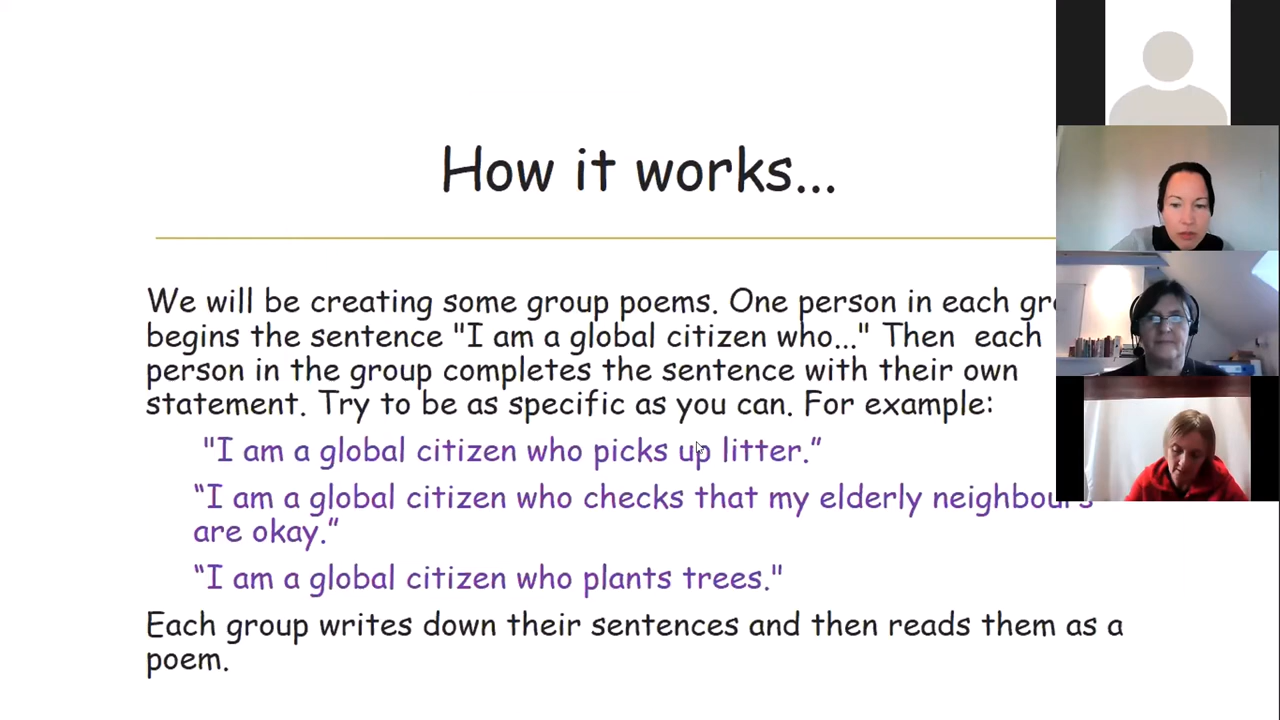 How it works...
We will be creating some group poems. One person in each
begins the sentence "I am a global citizen who..." Then  each
person in the group completes the sentence with their own
statement. Try to be as specific as you can. For example:
"I am a global citizen who picks up litter.”
“I am a global citizen who checks that my elderly neighbours
are okay.”
“I am a global citizen who plants trees."
Each group writes down their sentences and then reads them as a
poem.